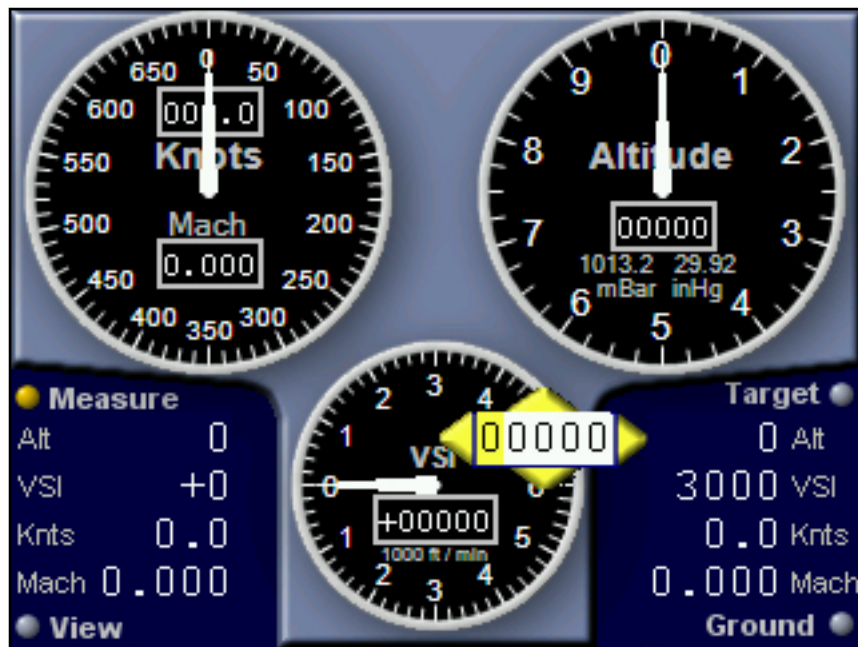 0
50
100
150
200
250
300
350
400
450
500
550
600
650
Knots
Mach
0.000
0
1
2
3
4
5
6
7
8
9
Altitude
00000
1013.2 29.92
mBar inHg
Measure
Alt 0
VSI +0
Knts 0.0
Mach 0.000
View
0
1
2
3
4
6
5
4
3
2
1
VSI
+00000
1000 ft / min
00000
Target
0 Alt
3000 VSI
0.0 Knts
0.000 Mach
Ground